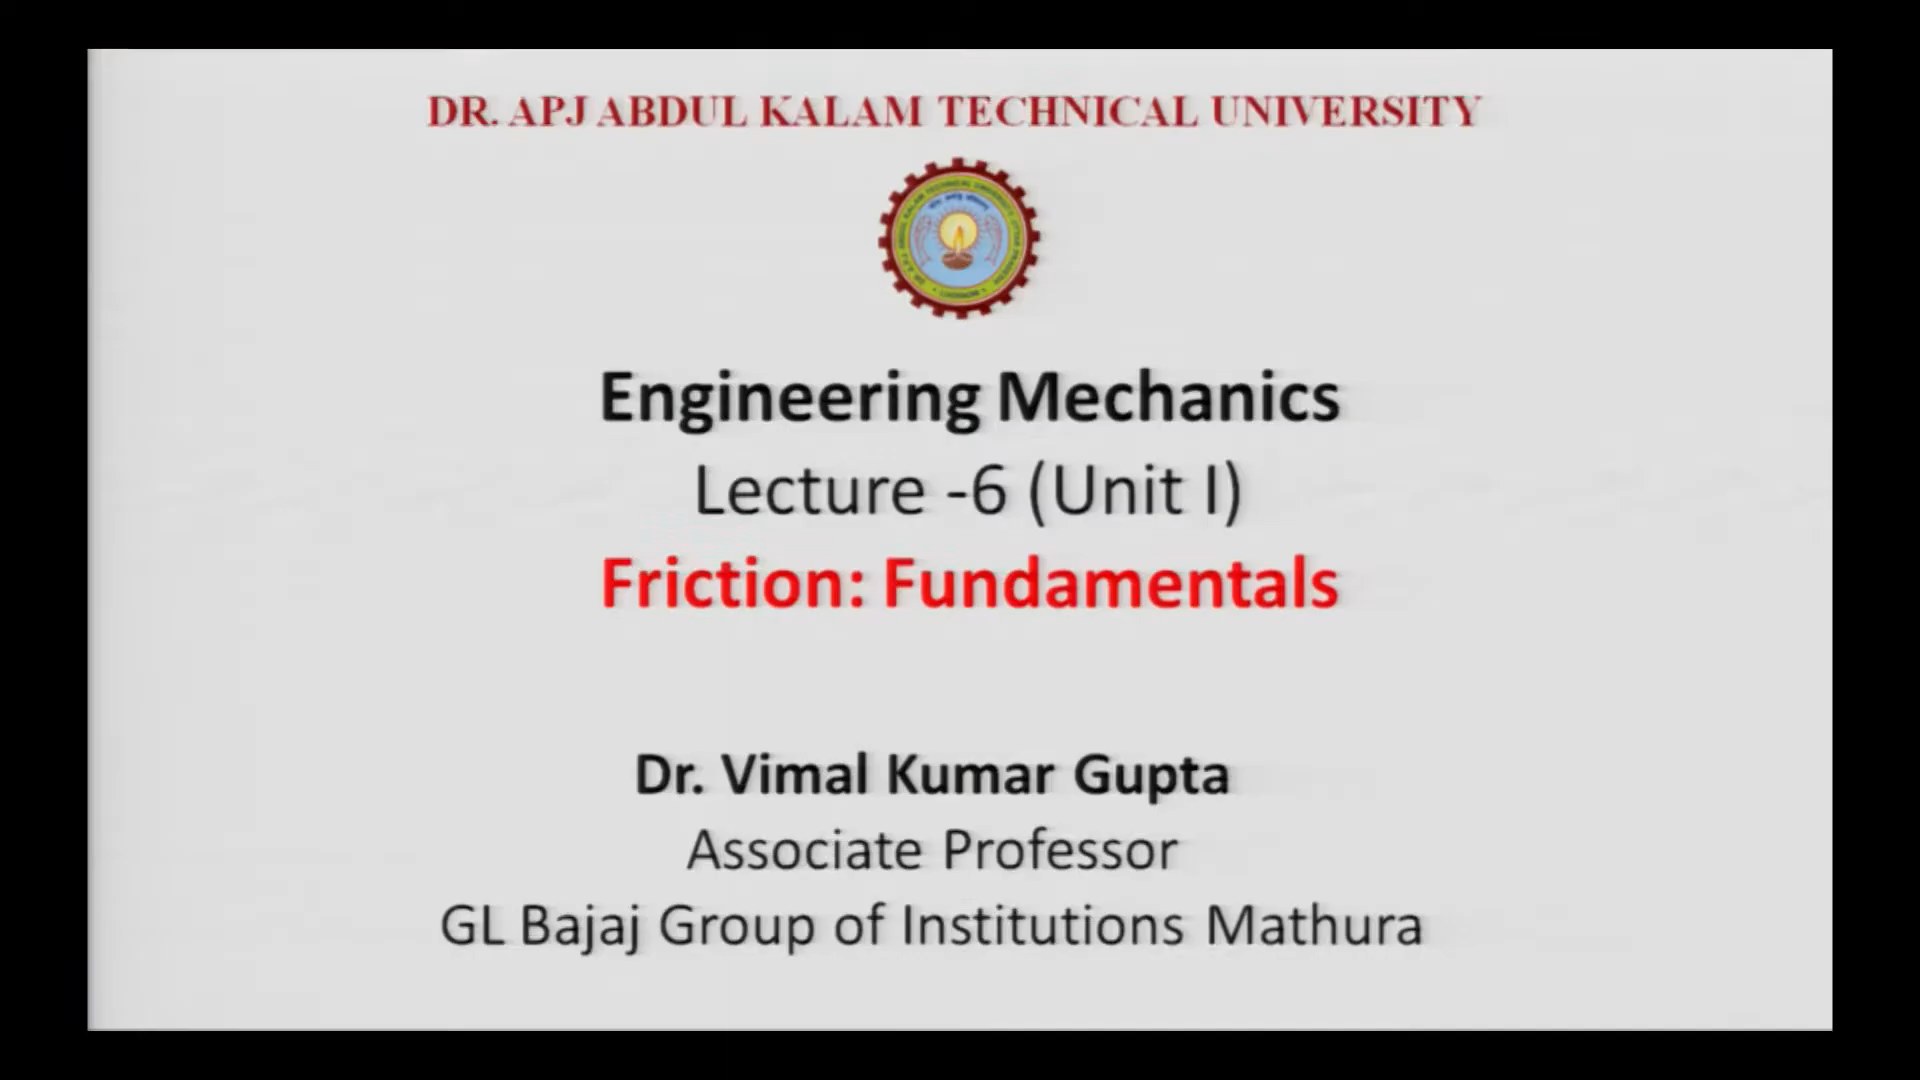 DR. APJ ABDUL KALAM TECHNICAL UNIVERSITY
Engineering Mechanics
Lecture -6 (Unit I)
Friction: Fundamentals
Dr. Vimal Kumar Gupta
Associate Professor
GL Bajaj Group of Institutions Mathura